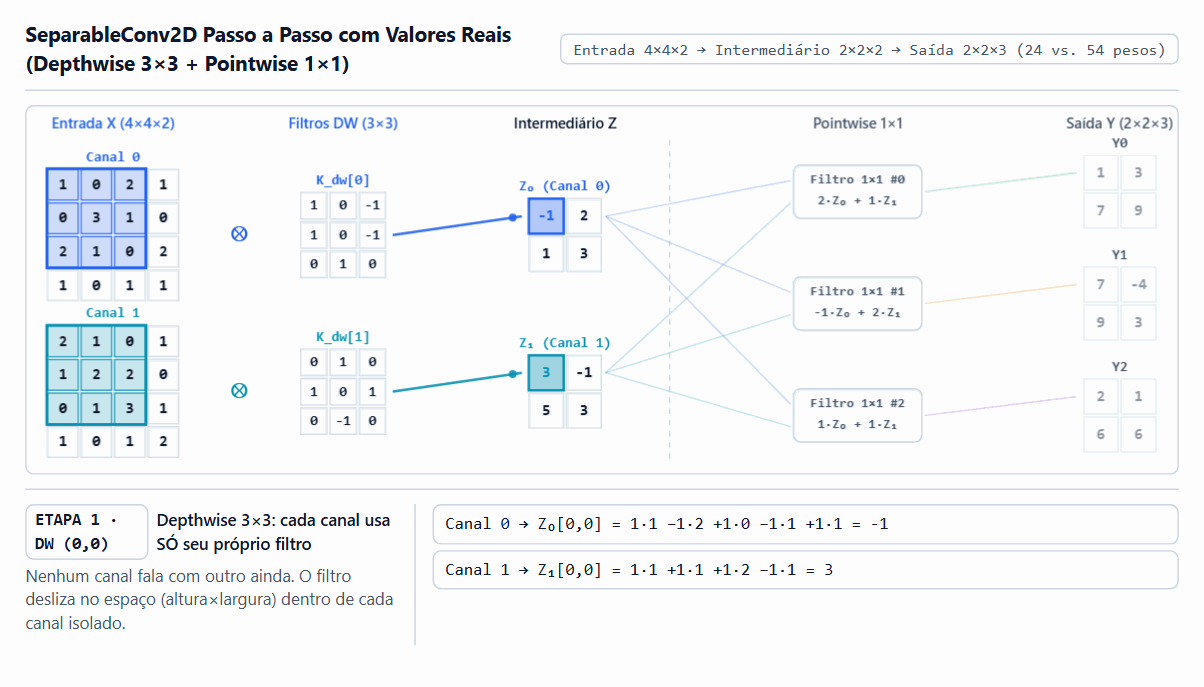 SeparableConv2D Passo a Passo com Valores Reais
(Depthwise 3×3 + Pointwise 1×1)
Entrada 4×4×2 → Intermediário 2×2×2 → Saída 2×2×3 (24 vs. 54 pesos)
Entrada X (4×4×2)
Filtros DW (3×3)
Intermediário Z
Pointwise 1×1
Saída Y (2×2×3)
Canal 0
1 0 2 1
0 3 1 0
2 1 0 2
1 0 1 1
Canal 1
2 1 0 1
1 2 2 0
0 1 3 1
1 0 1 2
⊗
⊗
K_dw[0]
1 0 -1
1 0 -1
0 1 0
K_dw[1]
0 1 0
1 0 1
0 -1 0
Z₀ (Canal 0)
-1 2
1 3
Z₁ (Canal 1)
3 -1
5 3
Filtro 1×1 #0
2·Z₀ + 1·Z₁
Filtro 1×1 #1
-1·Z₀ + 2·Z₁
Filtro 1×1 #2
1·Z₀ + 1·Z₁
Y0
1 3
7 9
Y1
7 -4
9 3
Y2
2 1
6 6
ETAPA 1 ·
DW (0,0)
Depthwise 3×3: cada canal usa
SÓ seu próprio filtro
Nenhum canal fala com outro ainda. O filtro
desliza no espaço (altura×largura) dentro de cada
canal isolado.
Canal 0 → Z₀[0,0] = 1·1 −1·2 +1·0 −1·1 +1·1 = -1
Canal 1 → Z₁[0,0] = 1·1 +1·1 +1·2 −1·1 = 3